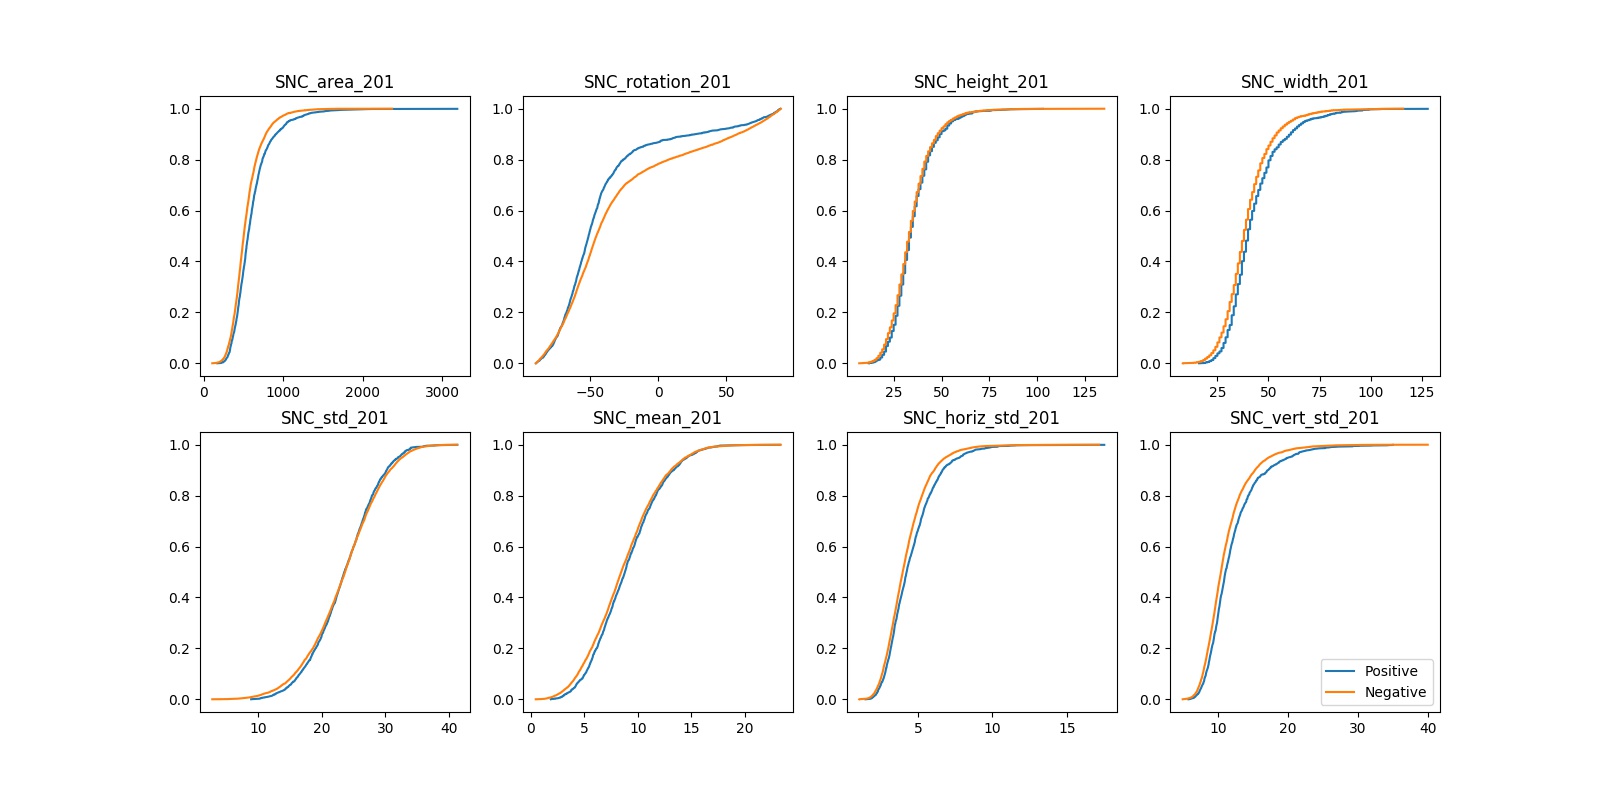 SNC_area_201
SNC_rotation_201
SNC_height_201
SNC_width_201
1.0 0.8 0.6 0.4 0.2 0.0
0 1000 2000 3000
1.0 0.8 0.6 0.4 0.2 0.0
−50 0 50
1.0 0.8 0.6 0.4 0.2 0.0
25 50 75 100 125
1.0 0.8 0.6 0.4 0.2 0.0
25 50 75 100 125
SNC_std_201
SNC_mean_201
SNC_horiz_std_201
SNC_vert_std_201
1.0 0.8 0.6 0.4 0.2 0.0
10 20 30 40
1.0 0.8 0.6 0.4 0.2 0.0
0 5 10 15 20
1.0 0.8 0.6 0.4 0.2 0.0
5 10 15
1.0 0.8 0.6 0.4 0.2 0.0
10 20 30 40
Positive
Negative